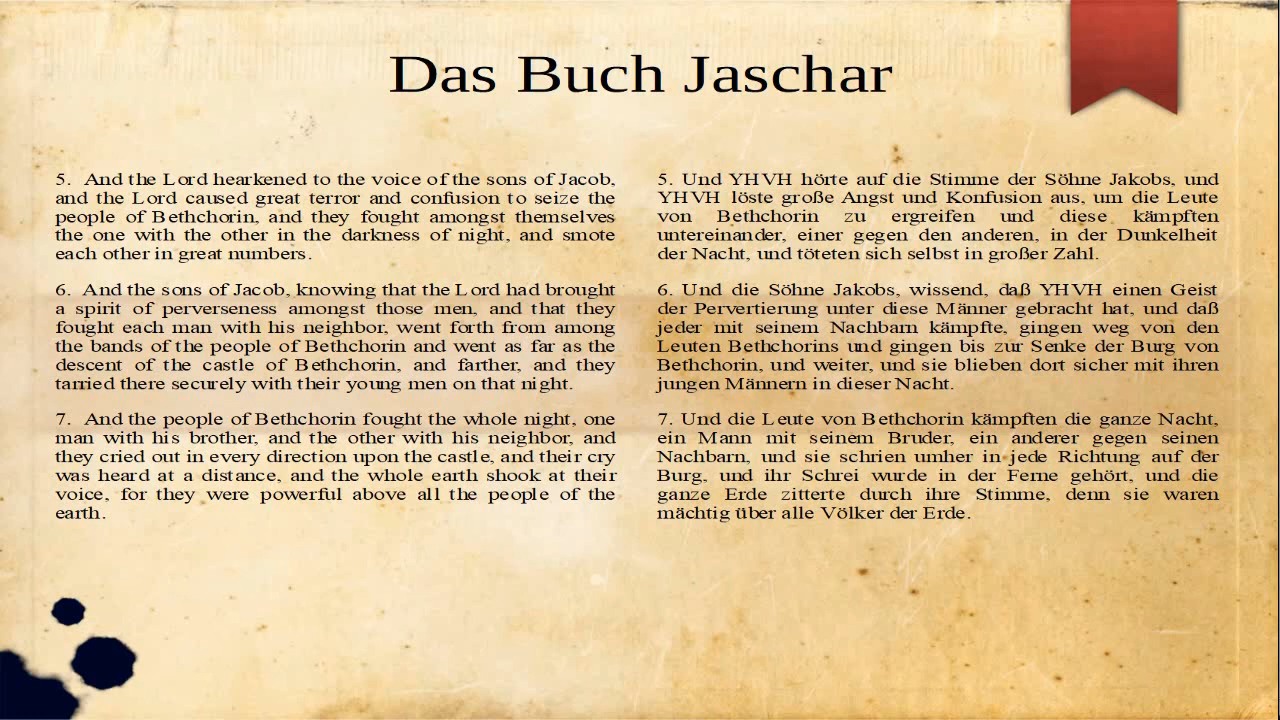 Das Buch Jaschar
5. And the Lord hearkened to the voice of the sons of Jacob,
and the Lord caused great terror and confusion to seize the
people of Bethchorin, and they fought amongst themselves
the one with the other in the darkness of night, and smote
each other in great numbers.
6. And the sons of Jacob, knowing that the Lord had brought
a spirit of perverseness amongst those men, and that they
fought each man with his neighbor, went forth from among
the bands of the people of Bethchorin and went as far as the
descent of the castle of Bethchorin, and farther, and they
tarried there securely with their young men on that night.
7. And the people of Bethchorin fought the whole night, one
man with his brother, and the other with his neighbor, and
they cried out in every direction upon the castle, and their cry
was heard at a distance, and the whole earth shook at their
voice, for they were powerful above all the people of the
earth.
5. Und YHVH hörte auf die Stimme der Söhne Jakobs, und
YHVH löste große Angst und Konfusion aus, um die Leute
von Bethchorin zu ergreifen und diese kämpften
untereinander, einer gegen den anderen, in der Dunkelheit
der Nacht, und töteten sich selbst in großer Zahl.
6. Und die Söhne Jakobs, wissend, daß YHVH einen Geist
der Pervertierung unter diese Männer gebracht hat, und daß
jeder mit seinem Nachbarn kämpfte, gingen weg von den
Leuten Bethchorins und gingen bis zur Senke der Burg von
Bethchorin, und weiter, und sie blieben dort sicher mit ihren
jungen Männern in dieser Nacht.
7. Und die Leute von Bethchorin kämpften die ganze Nacht,
ein Mann mit seinem Bruder, ein anderer gegen seinen
Nachbarn, und sie schrien umher in jede Richtung auf der
Burg, und ihr Schrei wurde in der Ferne gehört, und die
ganze Erde zitterte durch ihre Stimme, denn sie waren
mächtig über alle Völker der Erde.